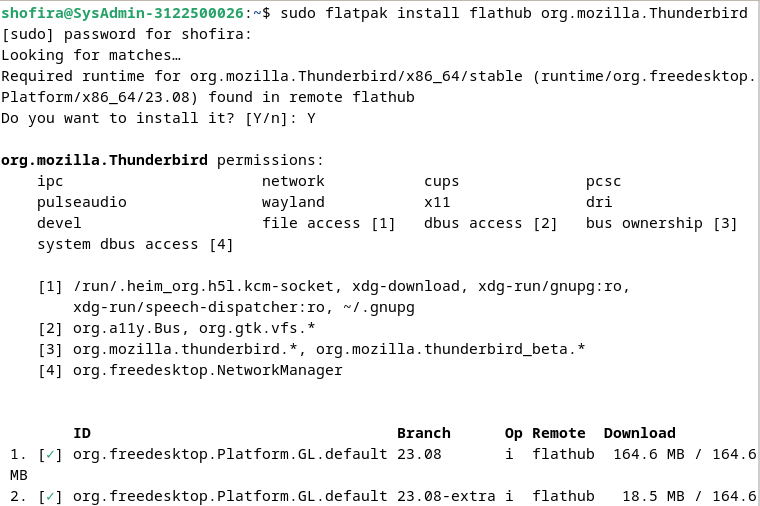 shofira@SysAdmin-3122500026:~$ sudo flatpak install flathub org.mozilla.Thunderbird
[sudo] password for shofira:
Looking for matches…
Required runtime for org.mozilla.Thunderbird/x86_64/stable (runtime/org.freedesktop.
Platform/x86_64/23.08) found in remote flathub
Do you want to install it? [Y/n]: Y
org.mozilla.Thunderbird permissions:
ipc network cups pcsc
pulseaudio wayland x11 dri
devel file access [1] dbus access [2] bus ownership [3]
system dbus access [4]
[1] /run/.heim_org.h5l.kcm-socket, xdg-download, xdg-run/gnupg:ro,
xdg-run/speech-dispatcher:ro, ~/.gnupg
[2] org.a11y.Bus, org.gtk.vfs.*
[3] org.mozilla.thunderbird.*, org.mozilla.thunderbird_beta.*
[4] org.freedesktop.NetworkManager
ID Branch Op Remote Download
1. [✓] org.freedesktop.Platform.GL.default 23.08 i flathub 164.6 MB / 164.6
MB
2. [✓] org.freedesktop.Platform.GL.default 23.08-extra i flathub 18.5 MB / 164.6